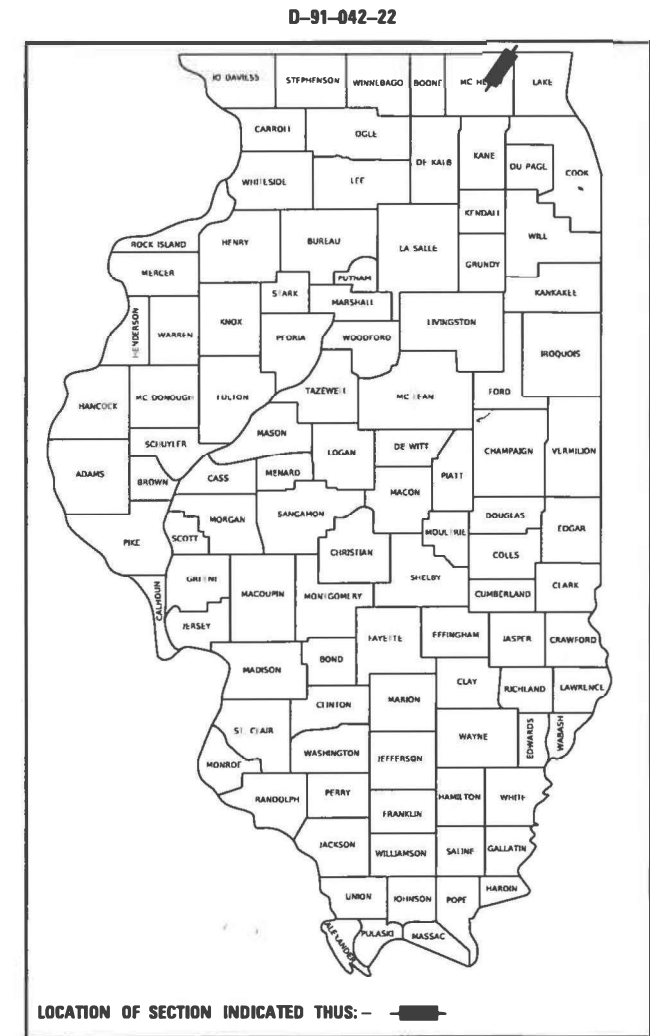 D-91-042-22
JO DAVIESS STEPHENSON WINNEBAGO BOONE MC HE LAKE
CARROLL OGLE
DE KALB KANE DU PAGE COOK
WHITESIDE LEE
KENDALL
ROCK ISLAND HENRY BUREAU LA SALLE WILL
MERCER GRUNDY
PUTNAM
STARK MARSHALL KANKAKEE
HENDERSON WARREN KNOX PEORIA WOODFORD LIVINGSTON IROQUOIS
HANCOCK MC DONOUGH FULTON TAZEWELL MC LEAN FORD
MASON
SCHUYLER LOGAN DE WITT CHAMPAIGN VERMILION
ADAMS BROWN CASS MENARD PIATT
MACON
MORGAN SANGAMON DOUGLAS EDGAR
PIKE SCOTT CHRISTIAN MOULTRIE
COLES
GREENE SHELBY
CALHOUN MACOUPIN MONTGOMERY CUMBERLAND CLARK
JERSEY
FAYETTE EFFINGHAM JASPER CRAWFORD
MADISON BOND
CLAY RICHLAND LAWRENCE
CLINTON MARION
ST. CLAIR WAYNE EDWARDS WABASH
WASHINGTON JEFFERSON
MONROE
RANDOLPH PERRY HAMILTON WHITE
FRANKLIN
JACKSON WILLIAMSON SALINE GALLATIN
UNION JOHNSON POPE HARDIN
ALEXANDER PULASKI MASSAC
LOCATION OF SECTION INDICATED THUS: -